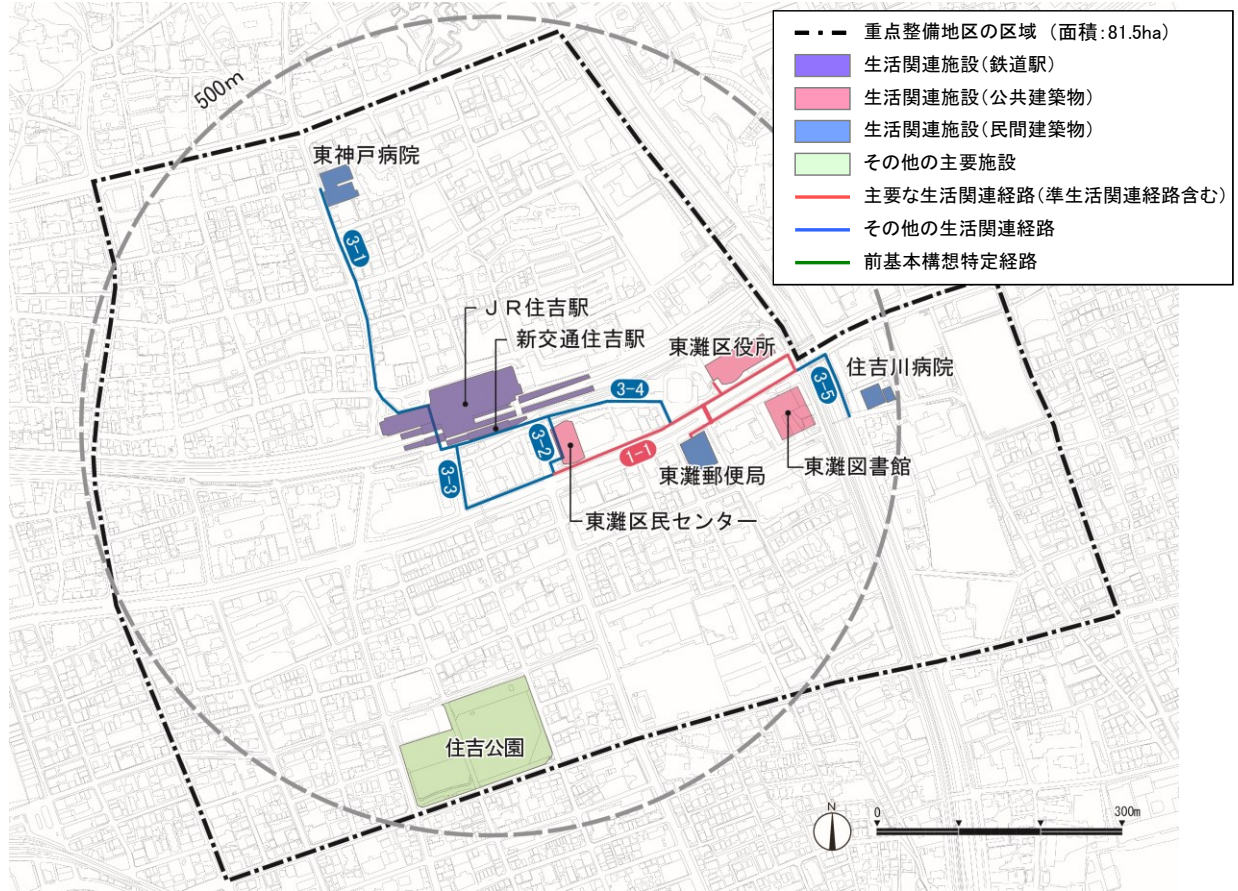 重点整備地区の区域 (面積:81.5ha)
生活関連施設(鉄道駅)
生活関連施設(公共建築物)
生活関連施設(民間建築物)
その他の主要施設
主要な生活関連経路(準生活関連経路含む)
その他の生活関連経路
前基本構想特定経路
500m
東神戸病院
3-1
JR住吉駅
新交通住吉駅
東灘区役所
住吉川病院
3-4
3-5
3-2
1-1
3-3
東灘郵便局
東灘図書館
東灘区民センター
住吉公園
N
0
300m